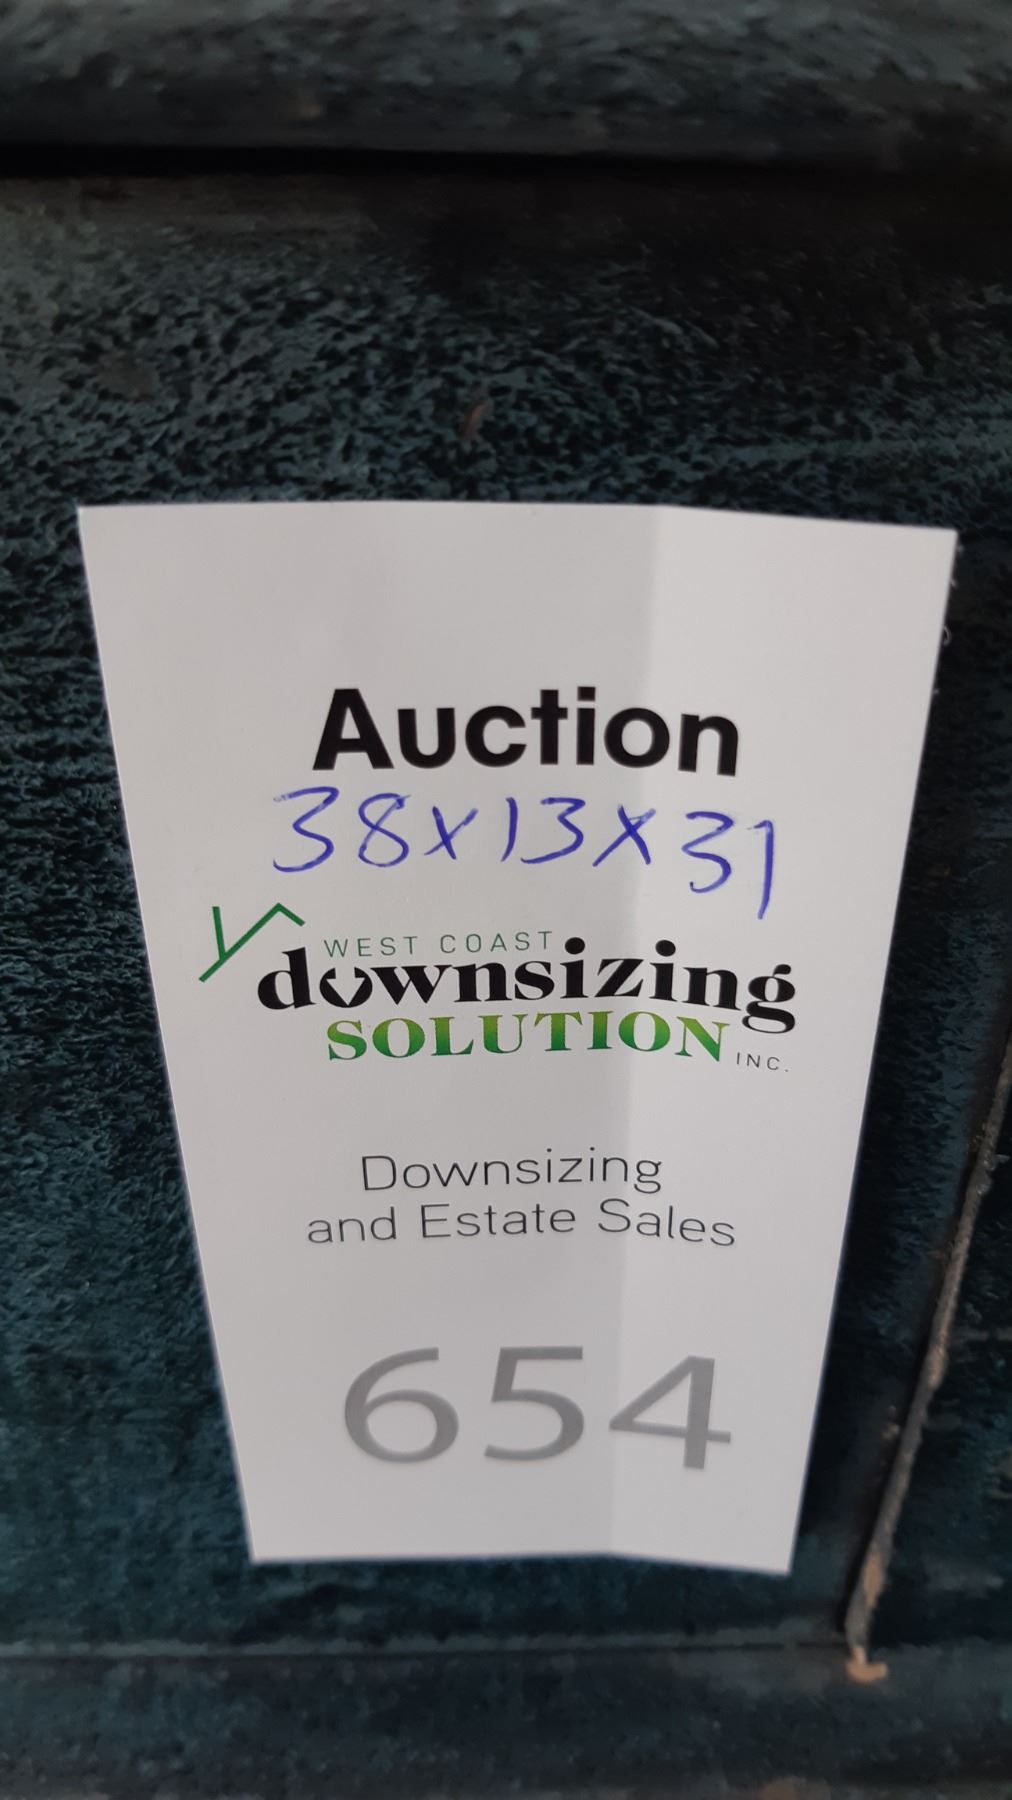 Auction
38x13x31
WEST COAST
downsizing
SOLUTION INC.
Downsizing
and Estate Sales
654